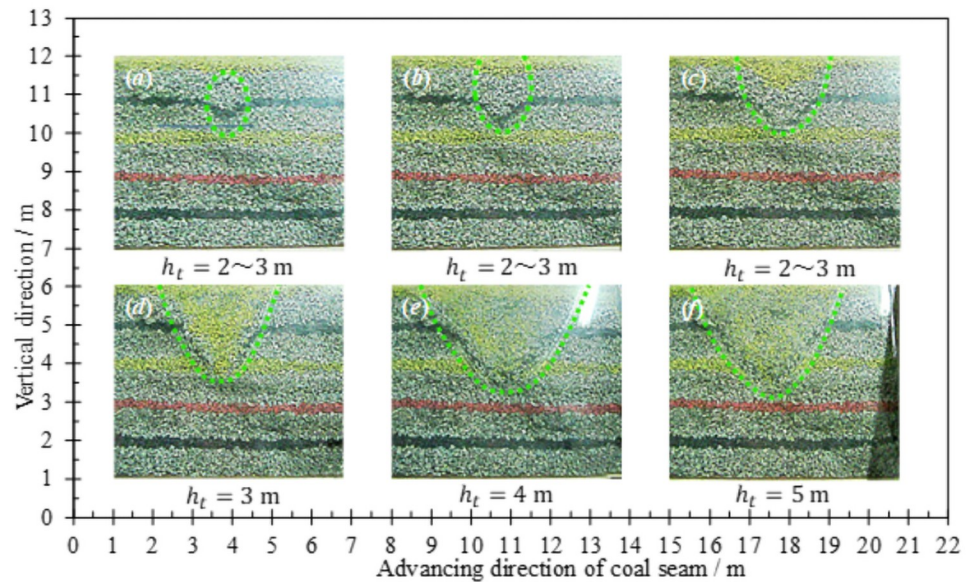 13
12
11
10
9
8
7
6
5
4
3
2
1
0
Vertical direction / m
(a)
(b)
(c)
h_t = 2～3 m
h_t = 2～3 m
h_t = 2～3 m
(d)
(e)
(f)
h_t = 3 m
h_t = 4 m
h_t = 5 m
0 1 2 3 4 5 6 7 8 9 10 11 12 13 14 15 16 17 18 19 20 21 22
Advancing direction of coal seam / m